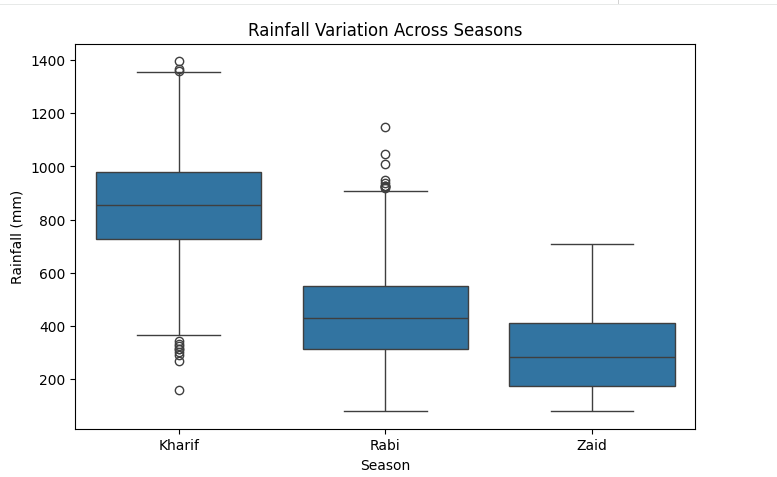 Rainfall Variation Across Seasons
1400
1200
1000
800
600
400
200
Rainfall (mm)
Kharif
Rabi
Zaid
Season